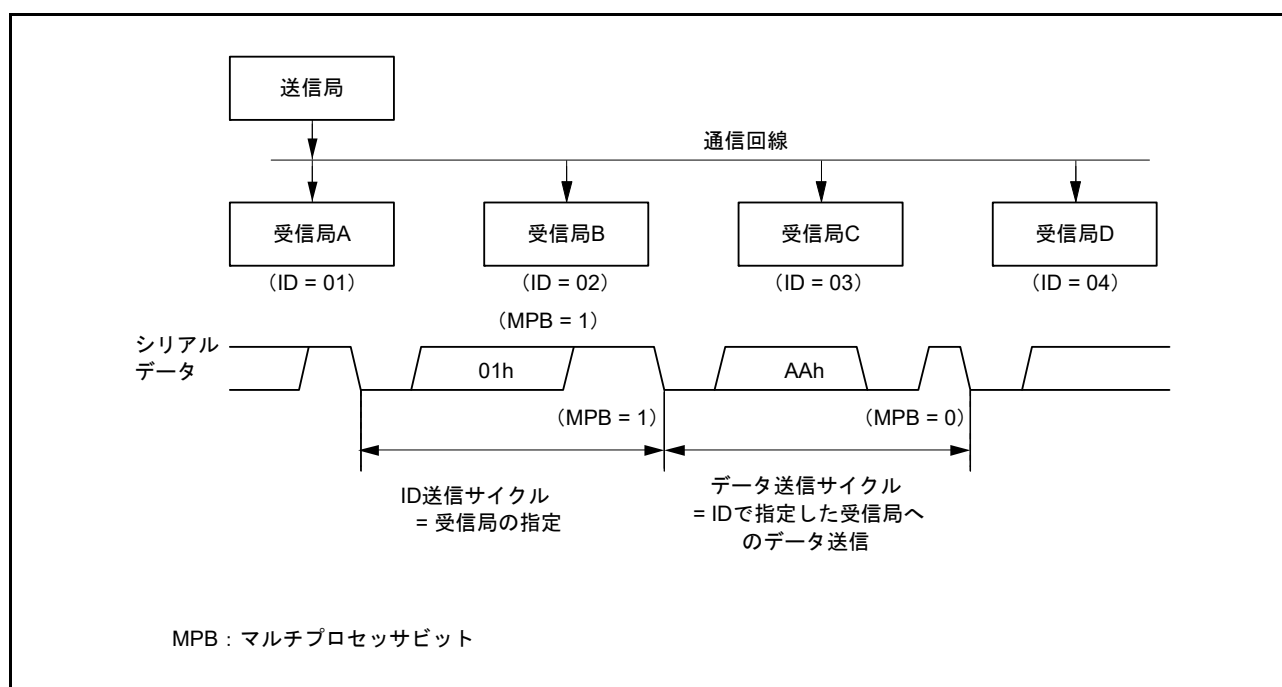 送信局
通信回線
受信局A
受信局B
受信局C
受信局D
（ID = 01）
（ID = 02）
（ID = 03）
（ID = 04）
（MPB = 1）
シリアル
データ
01h
AAh
（MPB = 1）
（MPB = 0）
ID送信サイクル
= 受信局の指定
データ送信サイクル
= IDで指定した受信局へ
のデータ送信
MPB：マルチプロセッサビット